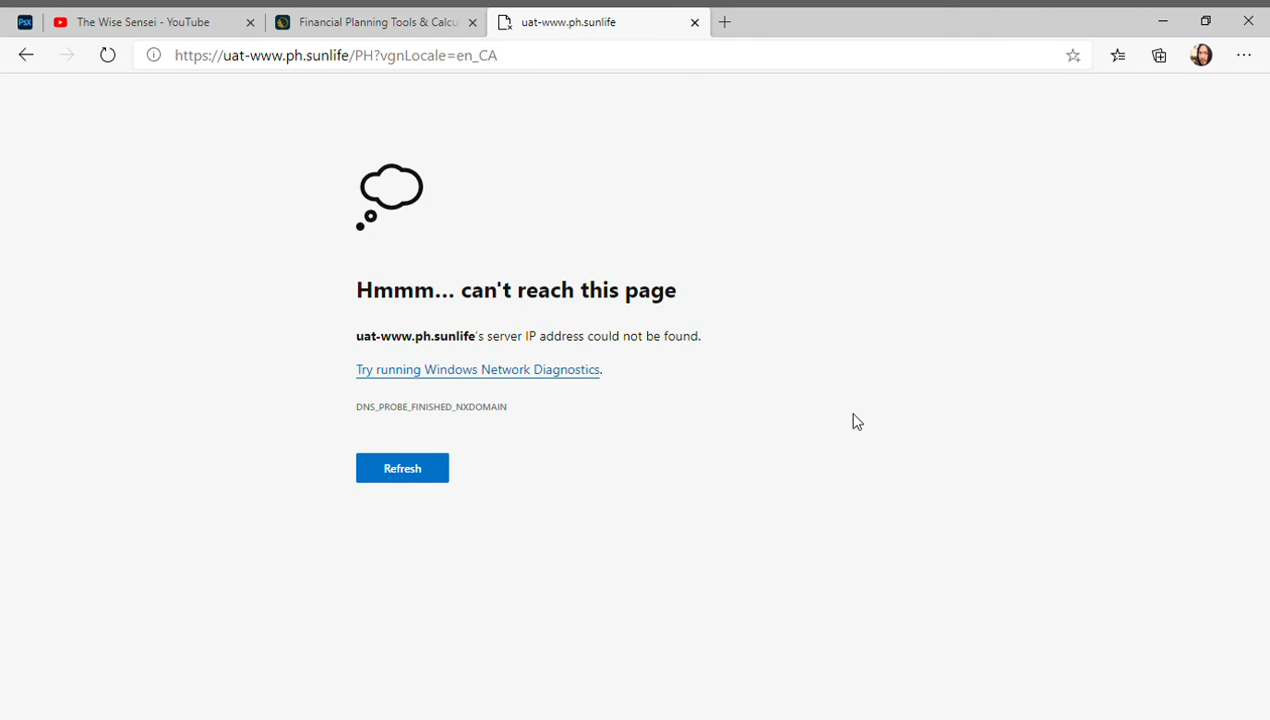 PsX
The Wise Sensei - YouTube
Financial Planning Tools & Calcu
uat-www.ph.sunlife
https://uat-www.ph.sunlife/PH?vgnLocale=en_CA
Hmmm... can't reach this page
uat-www.ph.sunlife's server IP address could not be found.
Try running Windows Network Diagnostics.
DNS_PROBE_FINISHED_NXDOMAIN
Refresh